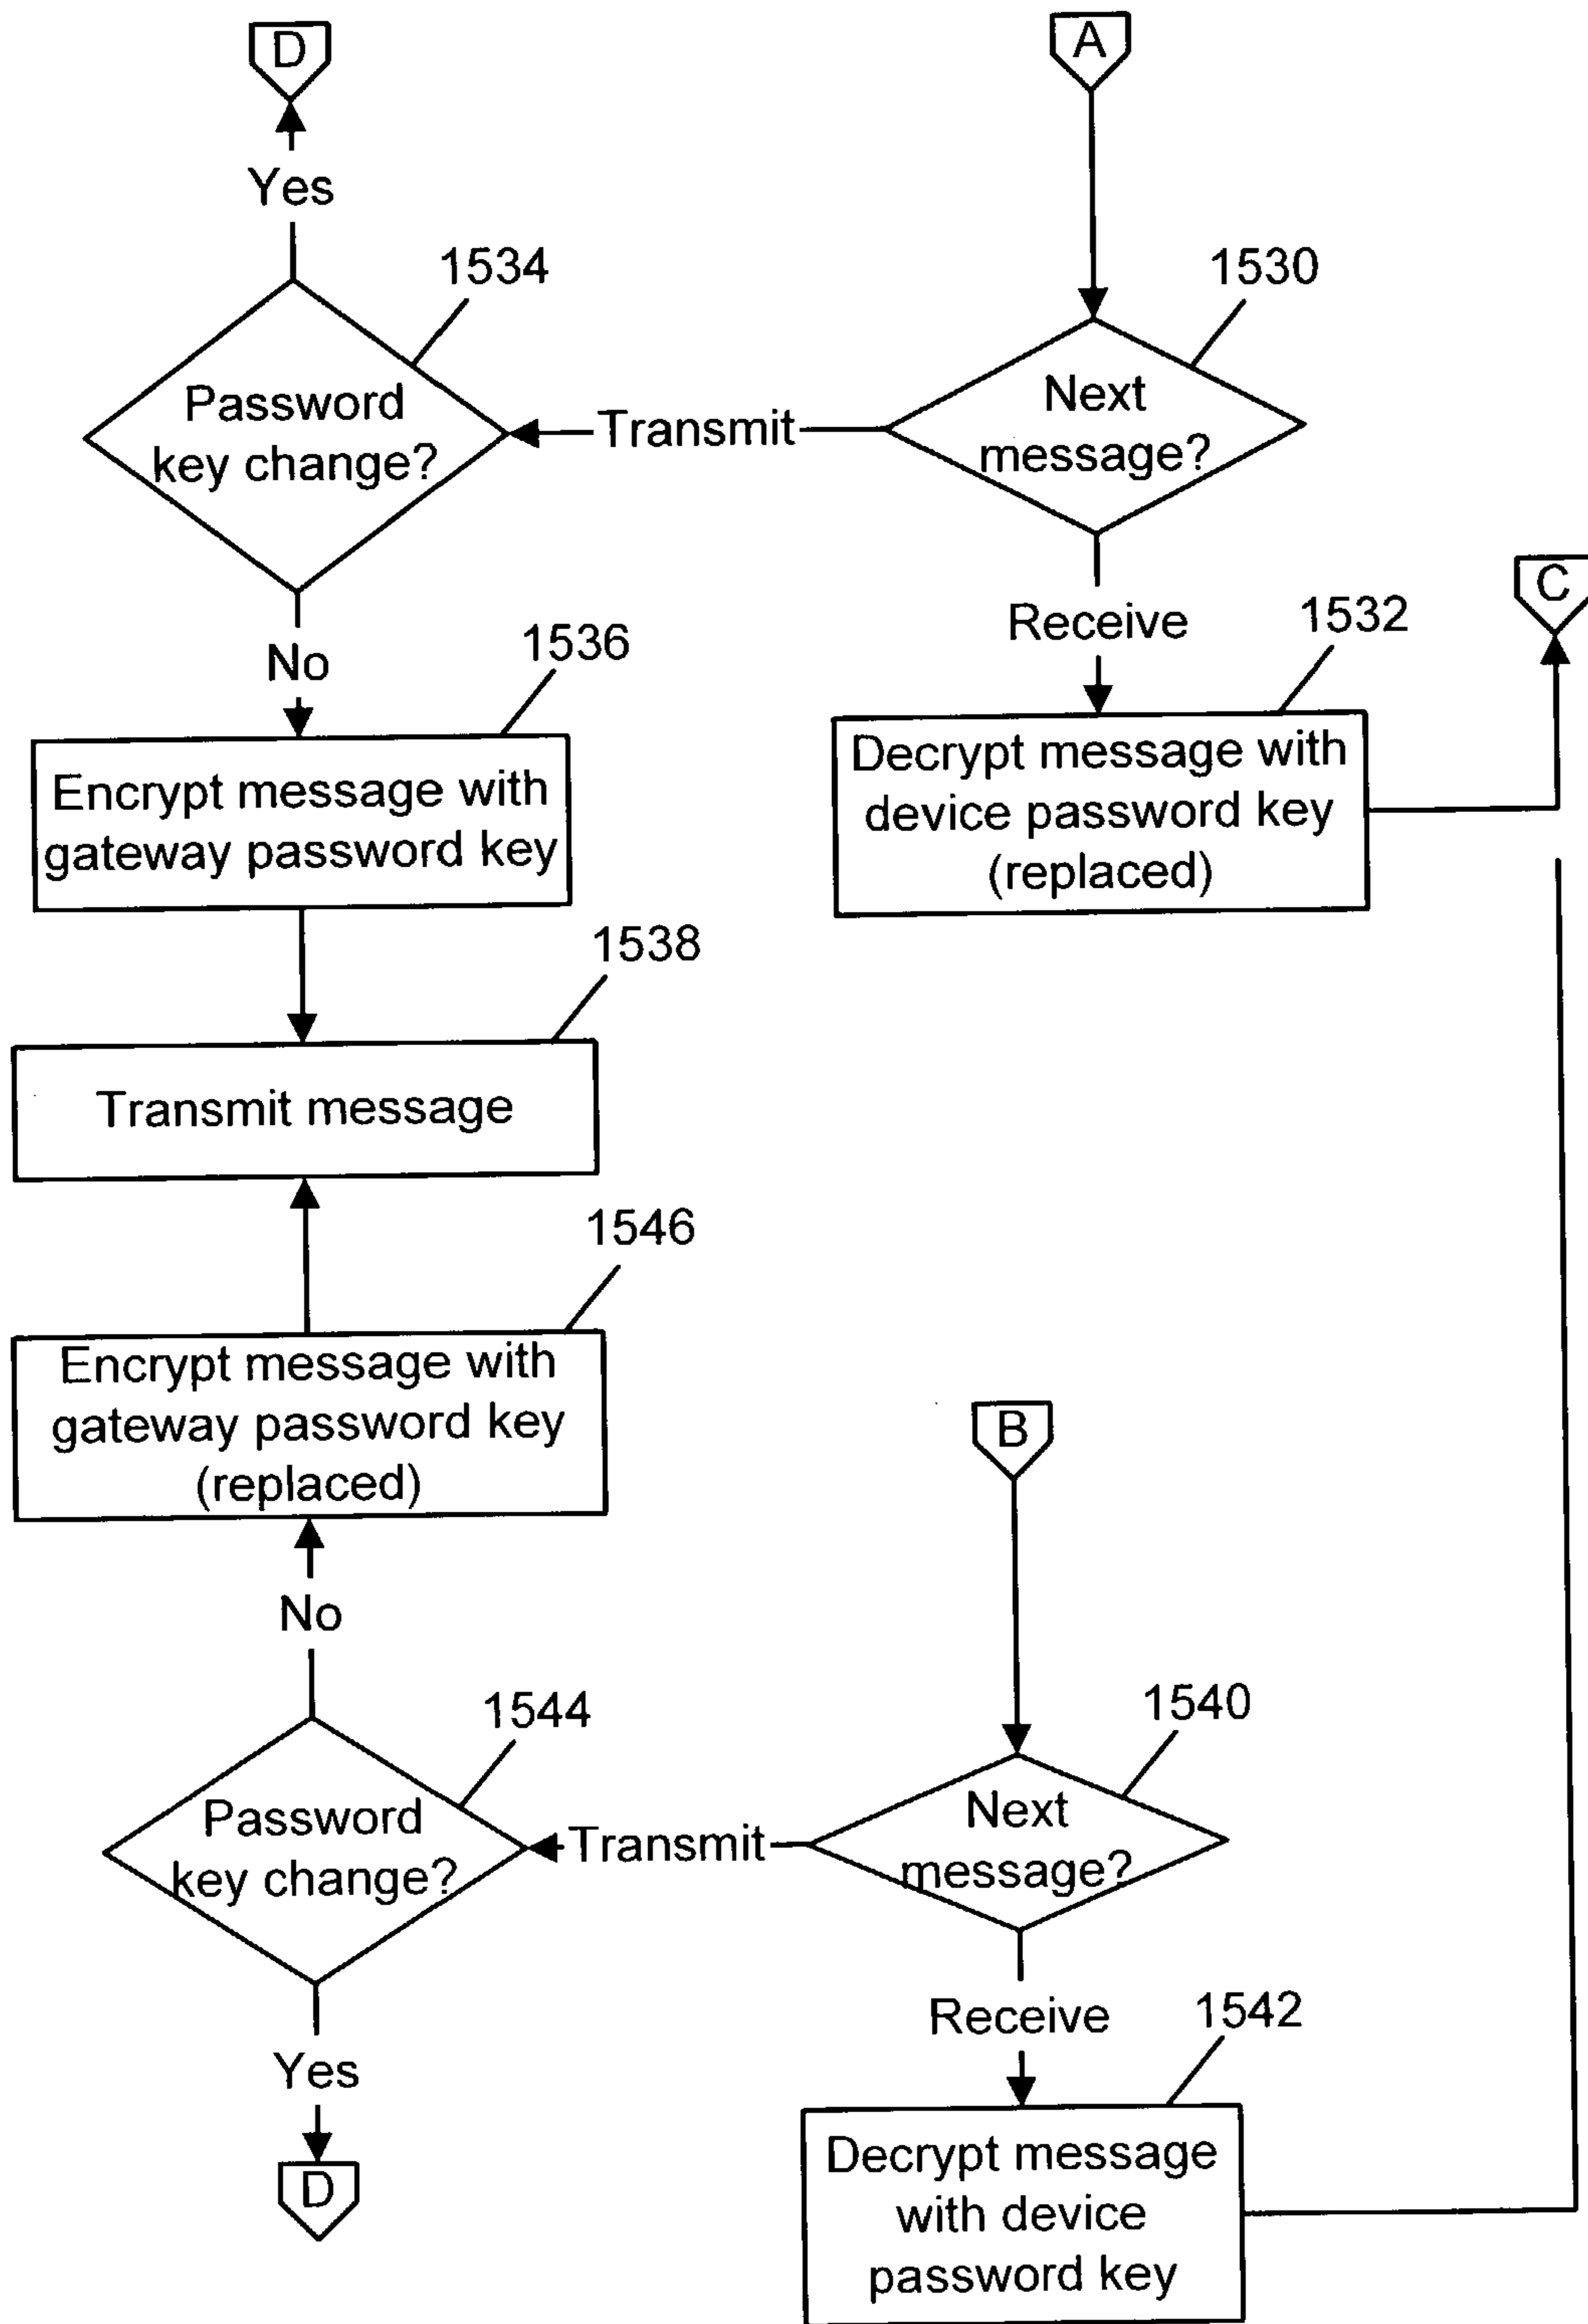 D
A
Yes
1534
1530
Password
key change?
Transmit
Next
message?
C
Receive
1532
No
1536
Encrypt message with
gateway password key
Decrypt message with
device password key
(replaced)
1538
Transmit message
1546
Encrypt message with
gateway password key
(replaced)
B
No
1544
1540
Password
key change?
Transmit
Next
message?
Receive
1542
Yes
Decrypt message
with device
password key
D